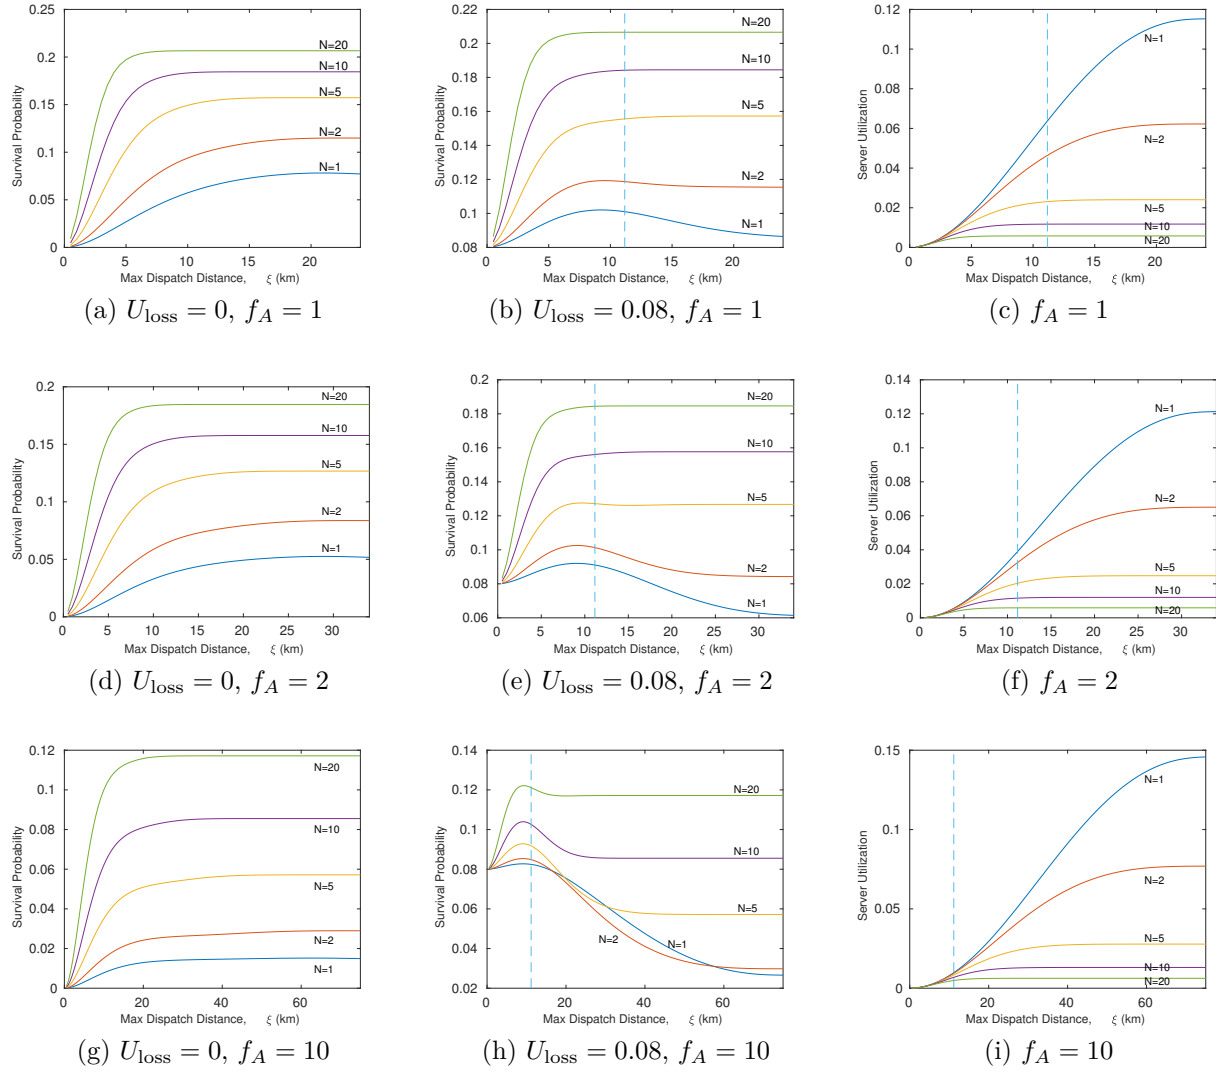 0.25
0.2
0.15
0.1
0.05
0
Survival Probability
N=20
N=10
N=5
N=2
N=1
0 5 10 15 20
Max Dispatch Distance, ξ (km)
(a) U_loss = 0, f_A = 1
0.22
0.2
0.18
0.16
0.14
0.12
0.1
0.08
Survival Probability
N=20
N=10
N=5
N=2
N=1
0 5 10 15 20
Max Dispatch Distance, ξ (km)
(b) U_loss = 0.08, f_A = 1
0.12
0.1
0.08
0.06
0.04
0.02
0
Server Utilization
N=1
N=2
N=5
N=10
N=20
0 5 10 15 20
Max Dispatch Distance, ξ (km)
(c) f_A = 1
0.2
0.15
0.1
0.05
0
Survival Probability
N=20
N=10
N=5
N=2
N=1
0 5 10 15 20 25 30
Max Dispatch Distance, ξ (km)
(d) U_loss = 0, f_A = 2
0.2
0.18
0.16
0.14
0.12
0.1
0.08
0.06
Survival Probability
N=20
N=10
N=5
N=2
N=1
0 5 10 15 20 25 30
Max Dispatch Distance, ξ (km)
(e) U_loss = 0.08, f_A = 2
0.14
0.12
0.1
0.08
0.06
0.04
0.02
0
Server Utilization
N=1
N=2
N=5
N=10
N=20
0 5 10 15 20 25 30
Max Dispatch Distance, ξ (km)
(f) f_A = 2
0.12
0.1
0.08
0.06
0.04
0.02
0
Survival Probability
N=20
N=10
N=5
N=2
N=1
0 20 40 60
Max Dispatch Distance, ξ (km)
(g) U_loss = 0, f_A = 10
0.14
0.12
0.1
0.08
0.06
0.04
0.02
Survival Probability
N=20
N=10
N=5
N=2
N=1
0 20 40 60
Max Dispatch Distance, ξ (km)
(h) U_loss = 0.08, f_A = 10
0.15
0.1
0.05
0
Server Utilization
N=1
N=2
N=5
N=10
N=20
0 20 40 60
Max Dispatch Distance, ξ (km)
(i) f_A = 10